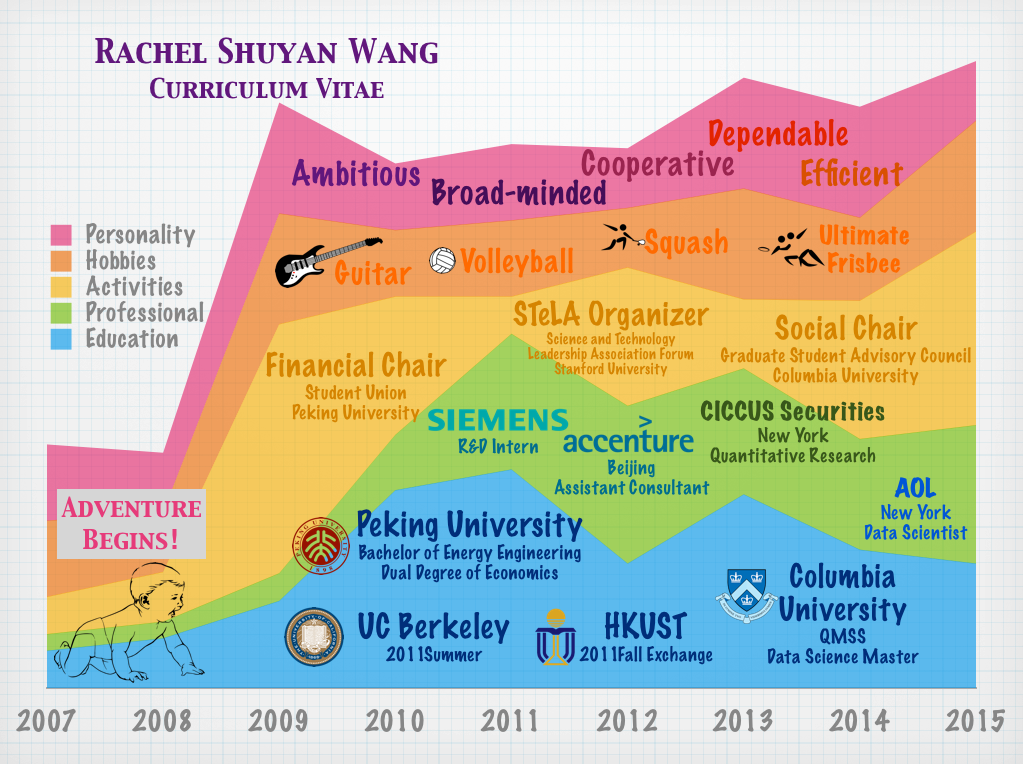 Rachel Shuyan Wang
Curriculum Vitae
Personality
Hobbies
Activities
Professional
Education
Ambitious
Broad-minded
Cooperative
Dependable
Efficient
Guitar
Volleyball
Squash
Ultimate
Frisbee
Financial Chair
Student Union
Peking University
STeLA Organizer
Science and Technology
Leadership Association Forum
Stanford University
Social Chair
Graduate Student Advisory Council
Columbia University
SIEMENS
R&D Intern
>
accenture
Beijing
Assistant Consultant
CICCUS Securities
New York
Quantitative Research
AOL
New York
Data Scientist
Adventure
Begins!
PEKING UNIVERSITY
1898
Peking University
Bachelor of Energy Engineering
Dual Degree of Economics
UC Berkeley
2011Summer
HKUST
2011Fall Exchange
Columbia
University
QMSS
Data Science Master
2007 2008 2009 2010 2011 2012 2013 2014 2015